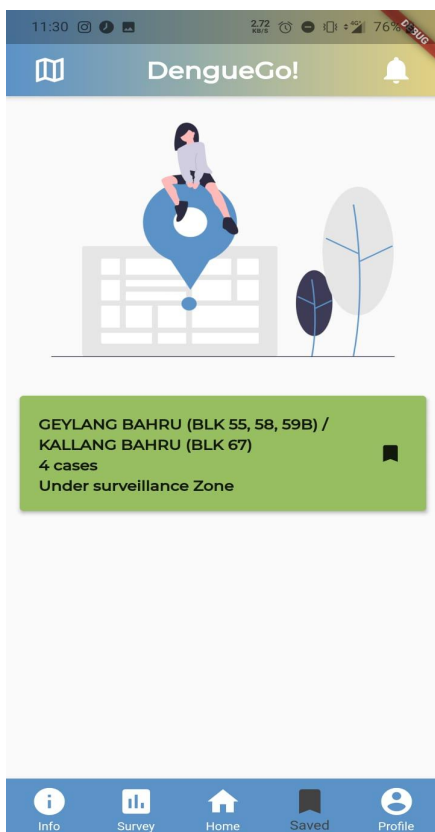 11:30 2.72 KB/S 4G 76%
DEBUG
DengueGo!
GEYLANG BAHRU (BLK 55, 58, 59B) /
KALLANG BAHRU (BLK 67)
4 cases
Under surveillance Zone
Info Survey Home Saved Profile